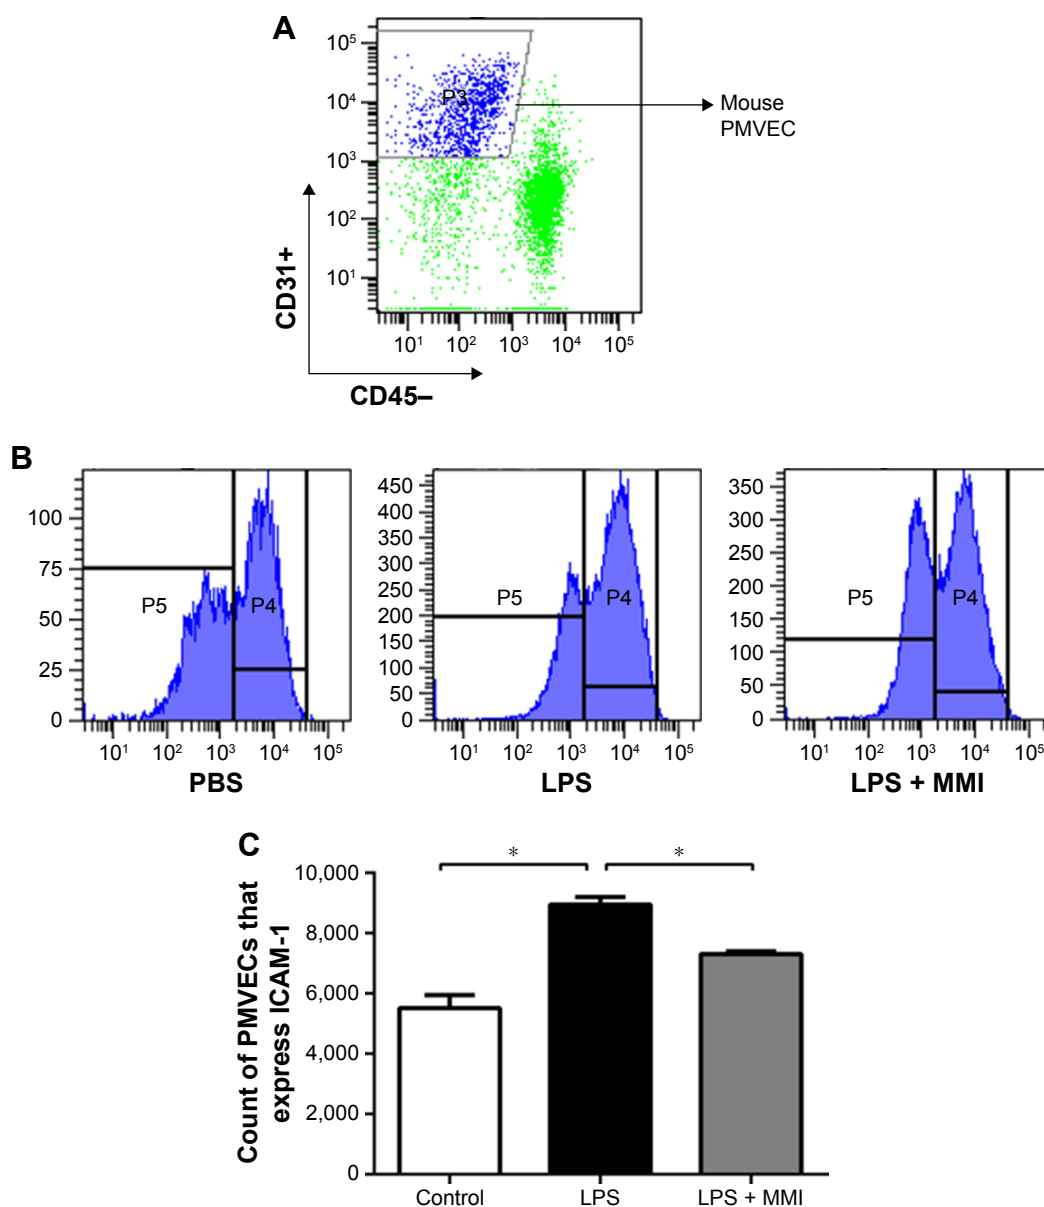 A
10⁵
10⁴
10³
10²
10¹
P3
Mouse
PMVEC
CD31+
10¹ 10² 10³ 10⁴ 10⁵
CD45–
B
100
75
50
25
0
P5 P4
10¹ 10² 10³ 10⁴ 10⁵
PBS
450
400
350
300
250
200
150
100
50
0
P5 P4
10¹ 10² 10³ 10⁴ 10⁵
LPS
350
300
250
200
150
100
50
0
P5 P4
10¹ 10² 10³ 10⁴ 10⁵
LPS + MMI
C
* *
Count of PMVECs that
express ICAM-1
10,000
8,000
6,000
4,000
2,000
0
Control LPS LPS + MMI